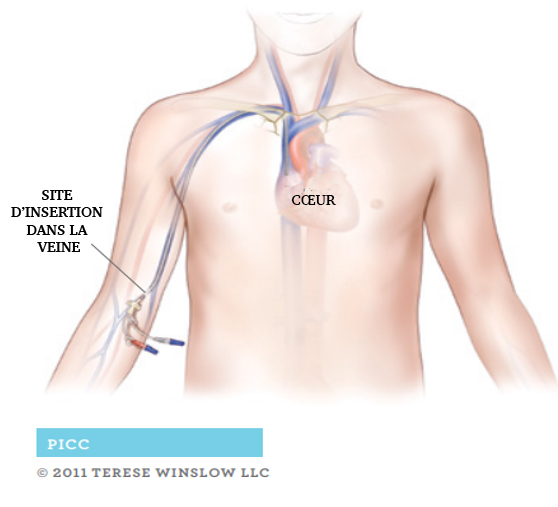 SITE
D'INSERTION
DANS LA
VEINE
CŒUR
PICC
© 2011 TERESE WINSLOW LLC